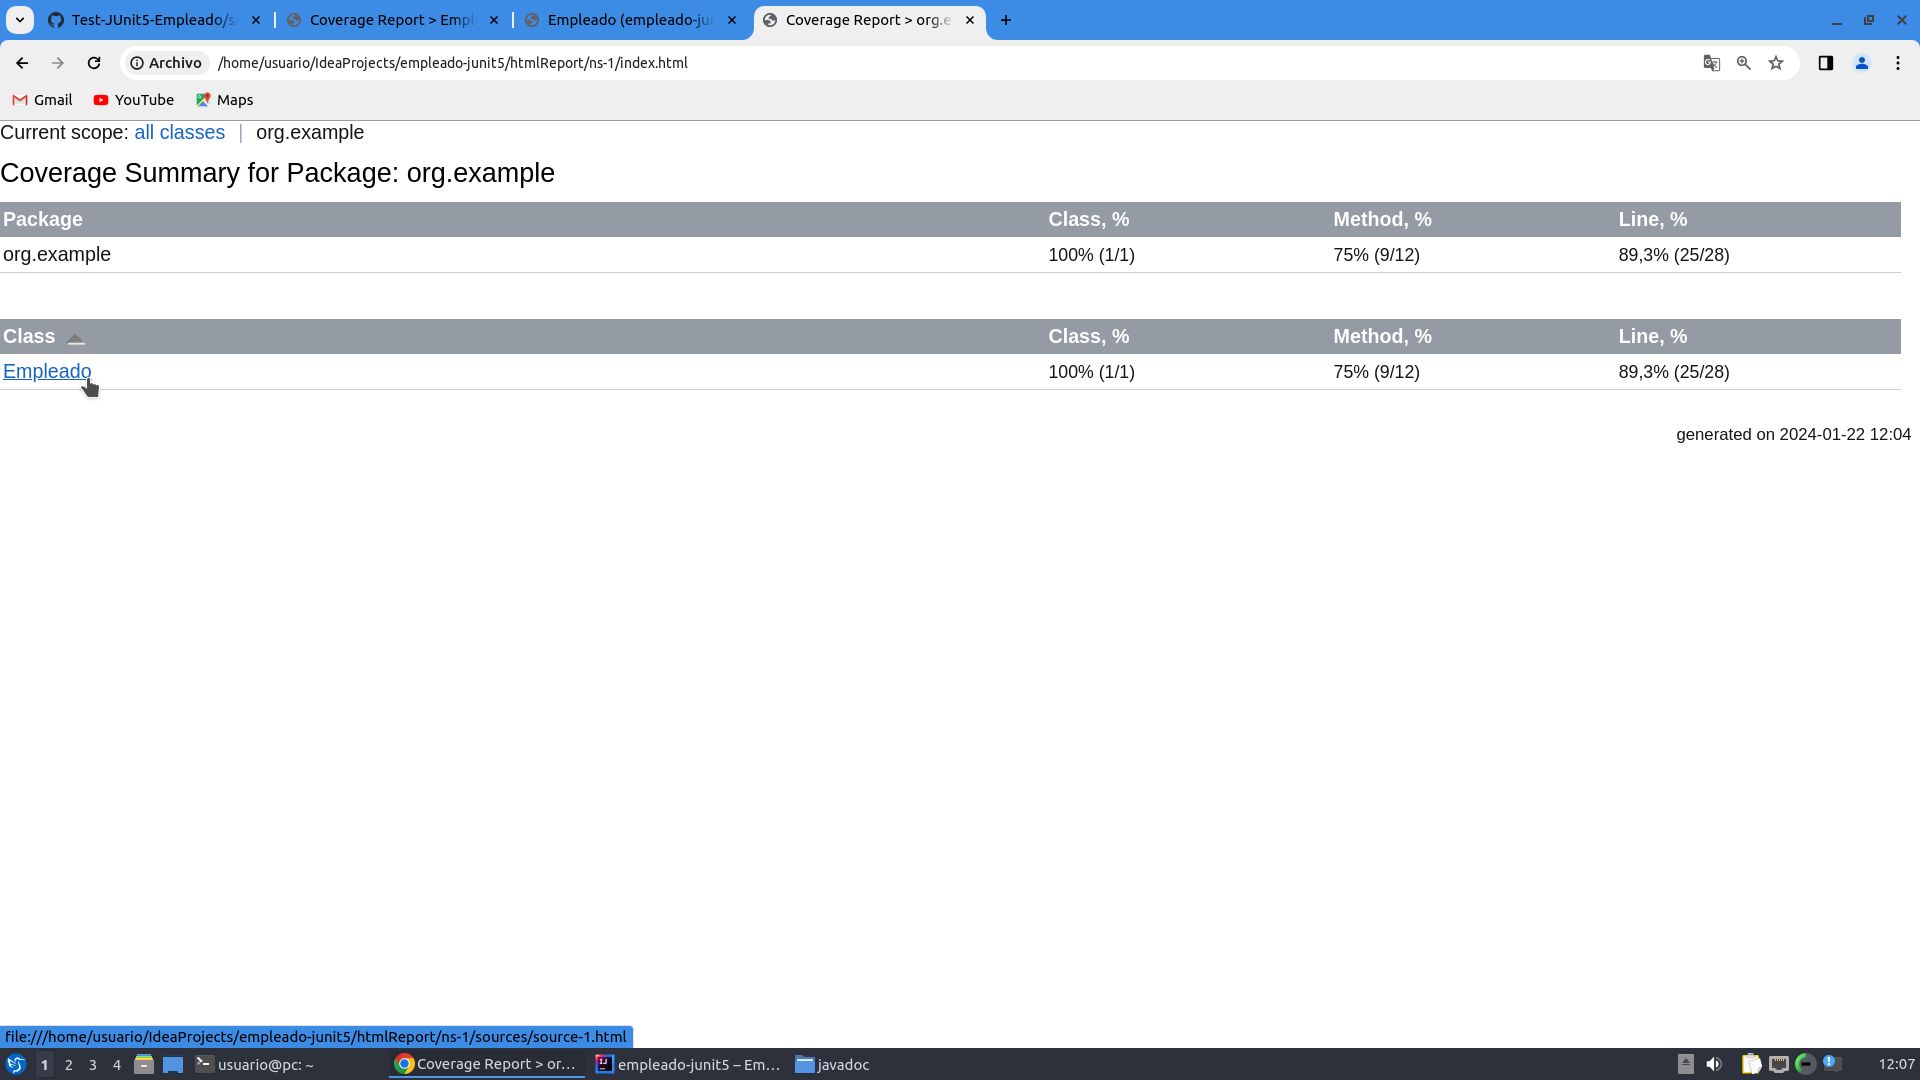 Test-JUnit5-Empleado/s
Coverage Report > Empl
Empleado (empleado-jun
Coverage Report > org.e
Archivo
/home/usuario/IdeaProjects/empleado-junit5/htmlReport/ns-1/index.html
Gmail YouTube Maps
Current scope: all classes | org.example
Coverage Summary for Package: org.example
Package Class, % Method, % Line, %
org.example 100% (1/1) 75% (9/12) 89,3% (25/28)
Class Class, % Method, % Line, %
Empleado 100% (1/1) 75% (9/12) 89,3% (25/28)
generated on 2024-01-22 12:04
file:///home/usuario/IdeaProjects/empleado-junit5/htmlReport/ns-1/sources/source-1.html
1 2 3 4 usuario@pc: ~ Coverage Report > or... empleado-junit5 – Em... javadoc 12:07